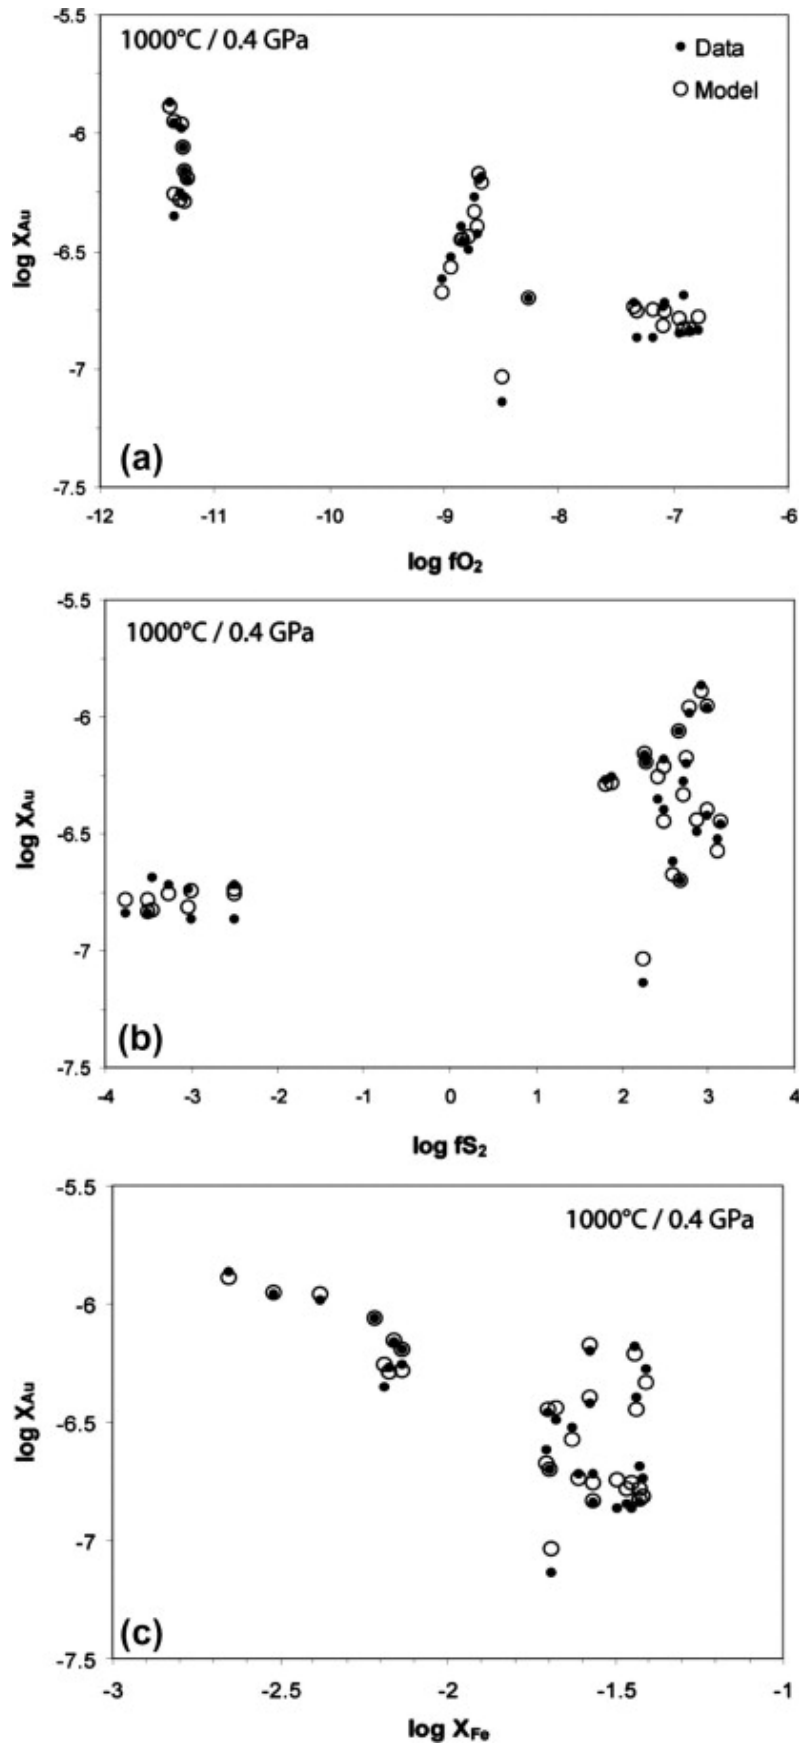 -5.5
1000°C / 0.4 GPa
Data
Model
-6
log XAu
-6.5
-7
(a)
-7.5
-12 -11 -10 -9 -8 -7 -6
log fO₂
-5.5
1000°C / 0.4 GPa
-6
log XAu
-6.5
-7
(b)
-7.5
-4 -3 -2 -1 0 1 2 3 4
log fS₂
-5.5
1000°C / 0.4 GPa
-6
log XAu
-6.5
-7
(c)
-7.5
-3 -2.5 -2 -1.5 -1
log XFe